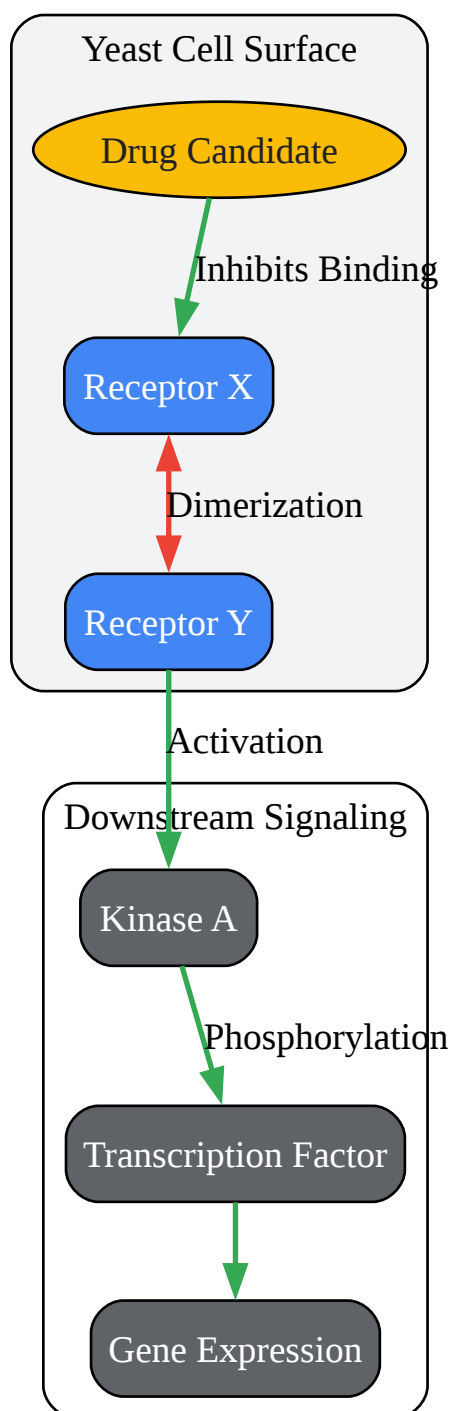 Yeast Cell Surface
Drug Candidate
Inhibits Binding
Receptor X
Dimerization
Receptor Y
Activation
Downstream Signaling
Kinase A
Phosphorylation
Transcription Factor
Gene Expression